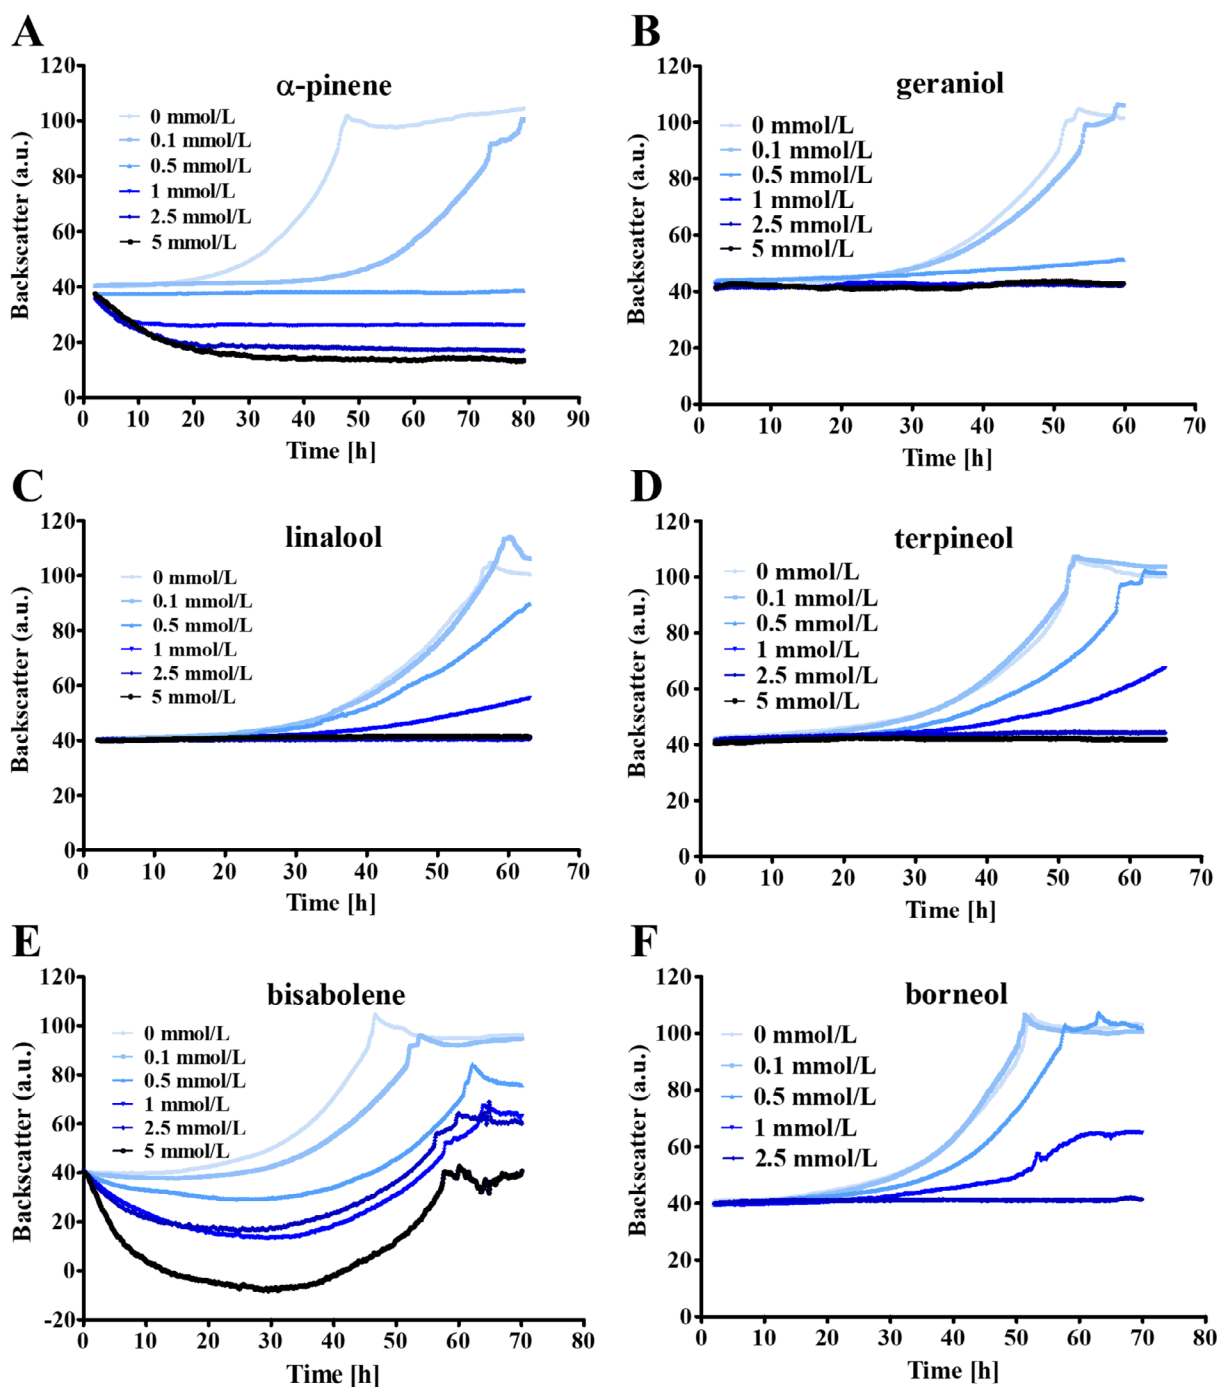 A
α-pinene
0 mmol/L
0.1 mmol/L
0.5 mmol/L
1 mmol/L
2.5 mmol/L
5 mmol/L
Backscatter (a.u.)
120
100
80
60
40
20
0
0 10 20 30 40 50 60 70 80 90
Time [h]
B
geraniol
0 mmol/L
0.1 mmol/L
0.5 mmol/L
1 mmol/L
2.5 mmol/L
5 mmol/L
Backscatter (a.u.)
120
100
80
60
40
20
0
0 10 20 30 40 50 60 70
Time [h]
C
linalool
0 mmol/L
0.1 mmol/L
0.5 mmol/L
1 mmol/L
2.5 mmol/L
5 mmol/L
Backscatter (a.u.)
120
100
80
60
40
20
0
0 10 20 30 40 50 60 70
Time [h]
D
terpineol
0 mmol/L
0.1 mmol/L
0.5 mmol/L
1 mmol/L
2.5 mmol/L
5 mmol/L
Backscatter (a.u.)
120
100
80
60
40
20
0
0 10 20 30 40 50 60 70
Time [h]
E
bisabolene
0 mmol/L
0.1 mmol/L
0.5 mmol/L
1 mmol/L
2.5 mmol/L
5 mmol/L
Backscatter (a.u.)
120
100
80
60
40
20
0
-20
0 10 20 30 40 50 60 70 80
Time [h]
F
borneol
0 mmol/L
0.1 mmol/L
0.5 mmol/L
1 mmol/L
2.5 mmol/L
Backscatter (a.u.)
120
100
80
60
40
20
0
0 10 20 30 40 50 60 70 80
Time [h]